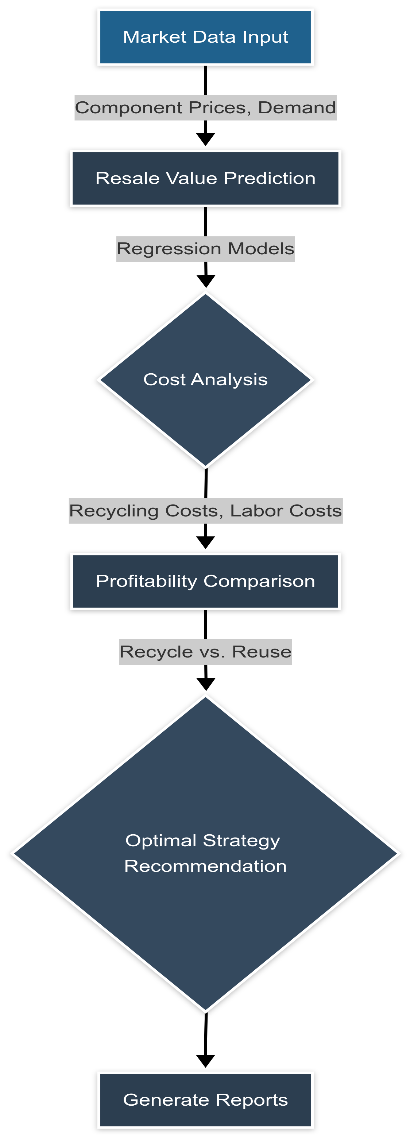 Market Data Input
Component Prices, Demand
Resale Value Prediction
Regression Models
Cost Analysis
Recycling Costs, Labor Costs
Profitability Comparison
Recycle vs. Reuse
Optimal Strategy
Recommendation
Generate Reports